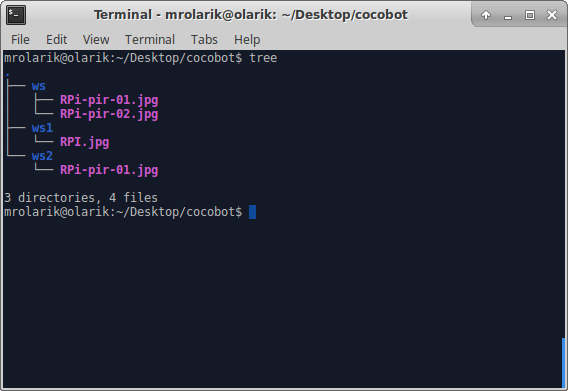 Terminal - mrolarik@olarik: ~/Desktop/cocobot
File Edit View Terminal Tabs Help
mrolarik@olarik:~/Desktop/cocobot$ tree
.
├── ws
│   ├── RPi-pir-01.jpg
│   └── RPi-pir-02.jpg
├── ws1
│   └── RPI.jpg
└── ws2
    └── RPi-pir-01.jpg
3 directories, 4 files
mrolarik@olarik:~/Desktop/cocobot$